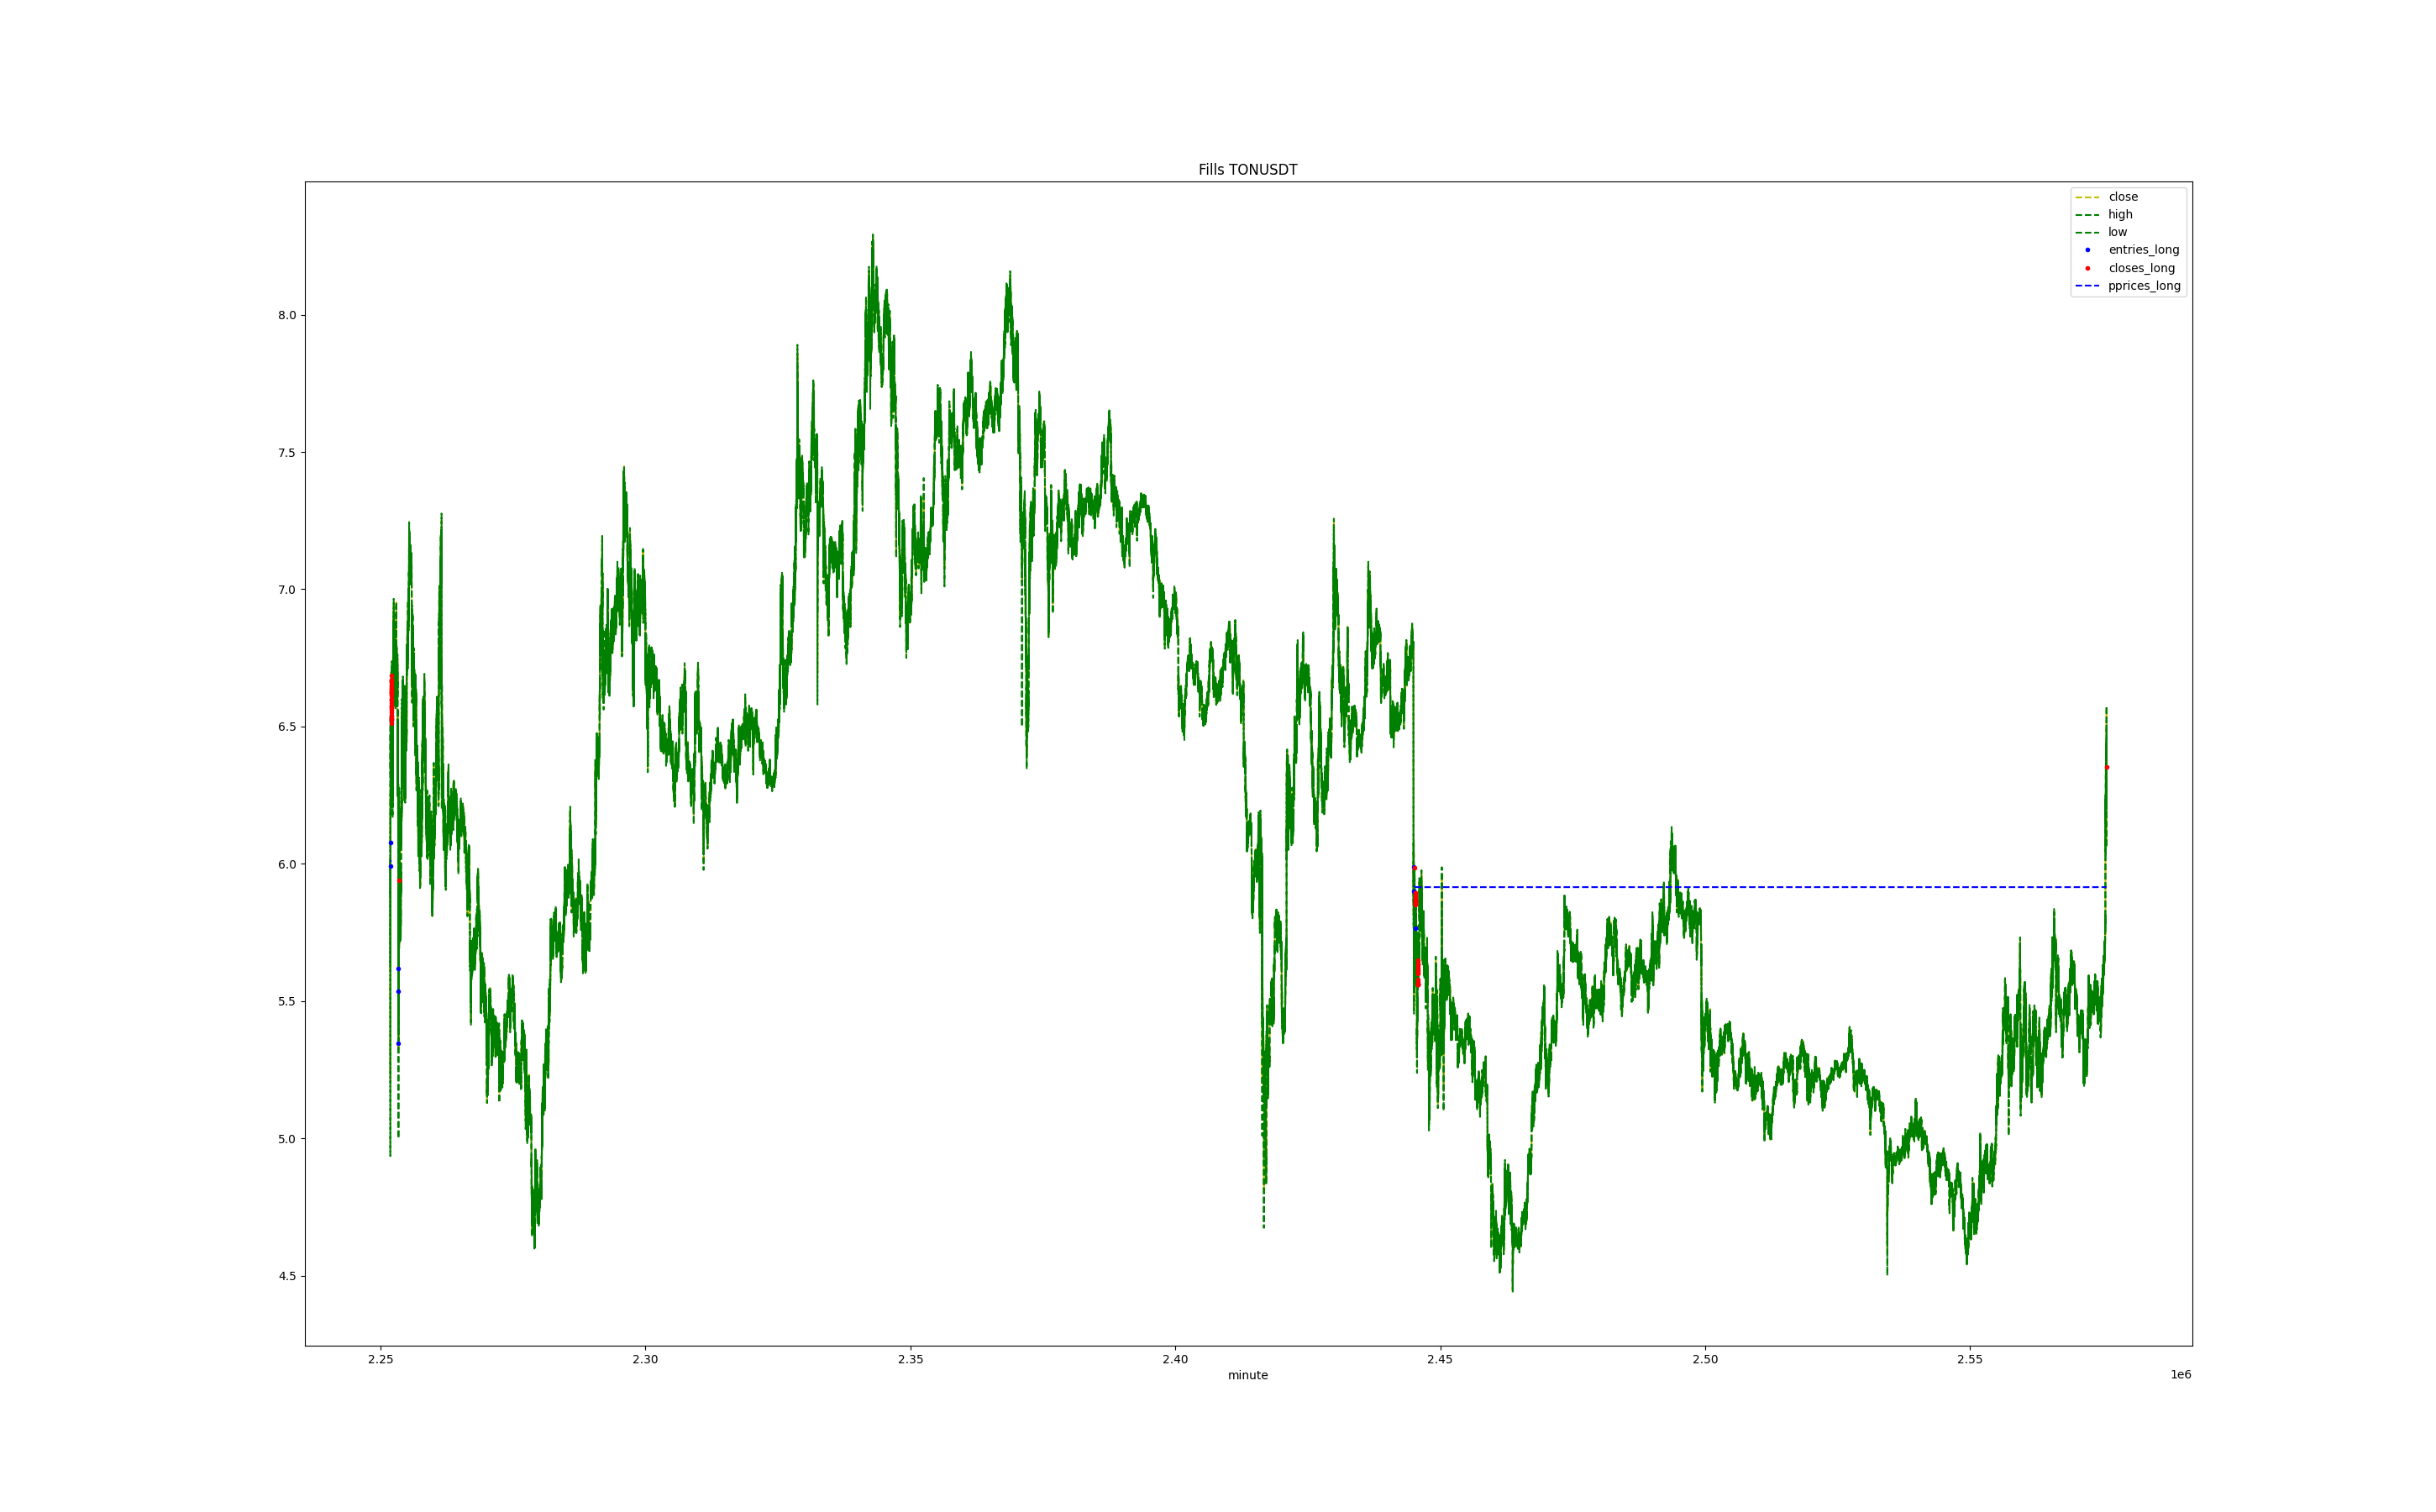 Fills TONUSDT
close
high
low
entries_long
closes_long
pprices_long
8.0
7.5
7.0
6.5
6.0
5.5
5.0
4.5
2.25 2.30 2.35 2.40 2.45 2.50 2.55
minute
1e6